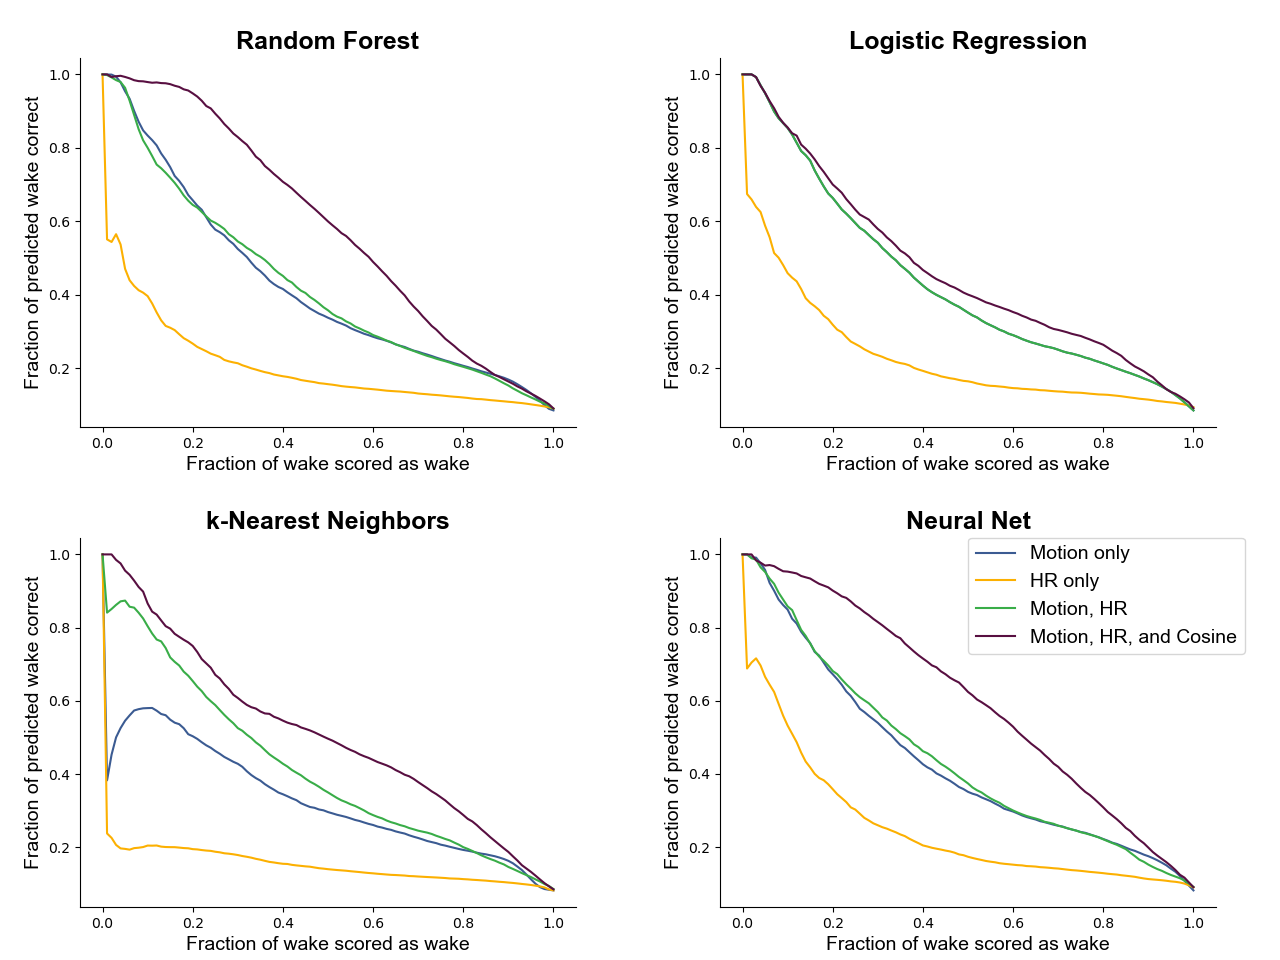 Random Forest
Fraction of predicted wake correct
1.0
0.8
0.6
0.4
0.2
0.0 0.2 0.4 0.6 0.8 1.0
Fraction of wake scored as wake
Logistic Regression
Fraction of predicted wake correct
1.0
0.8
0.6
0.4
0.2
0.0 0.2 0.4 0.6 0.8 1.0
Fraction of wake scored as wake
k-Nearest Neighbors
Fraction of predicted wake correct
1.0
0.8
0.6
0.4
0.2
0.0 0.2 0.4 0.6 0.8 1.0
Fraction of wake scored as wake
Neural Net
Motion only
HR only
Motion, HR
Motion, HR, and Cosine
Fraction of predicted wake correct
1.0
0.8
0.6
0.4
0.2
0.0 0.2 0.4 0.6 0.8 1.0
Fraction of wake scored as wake